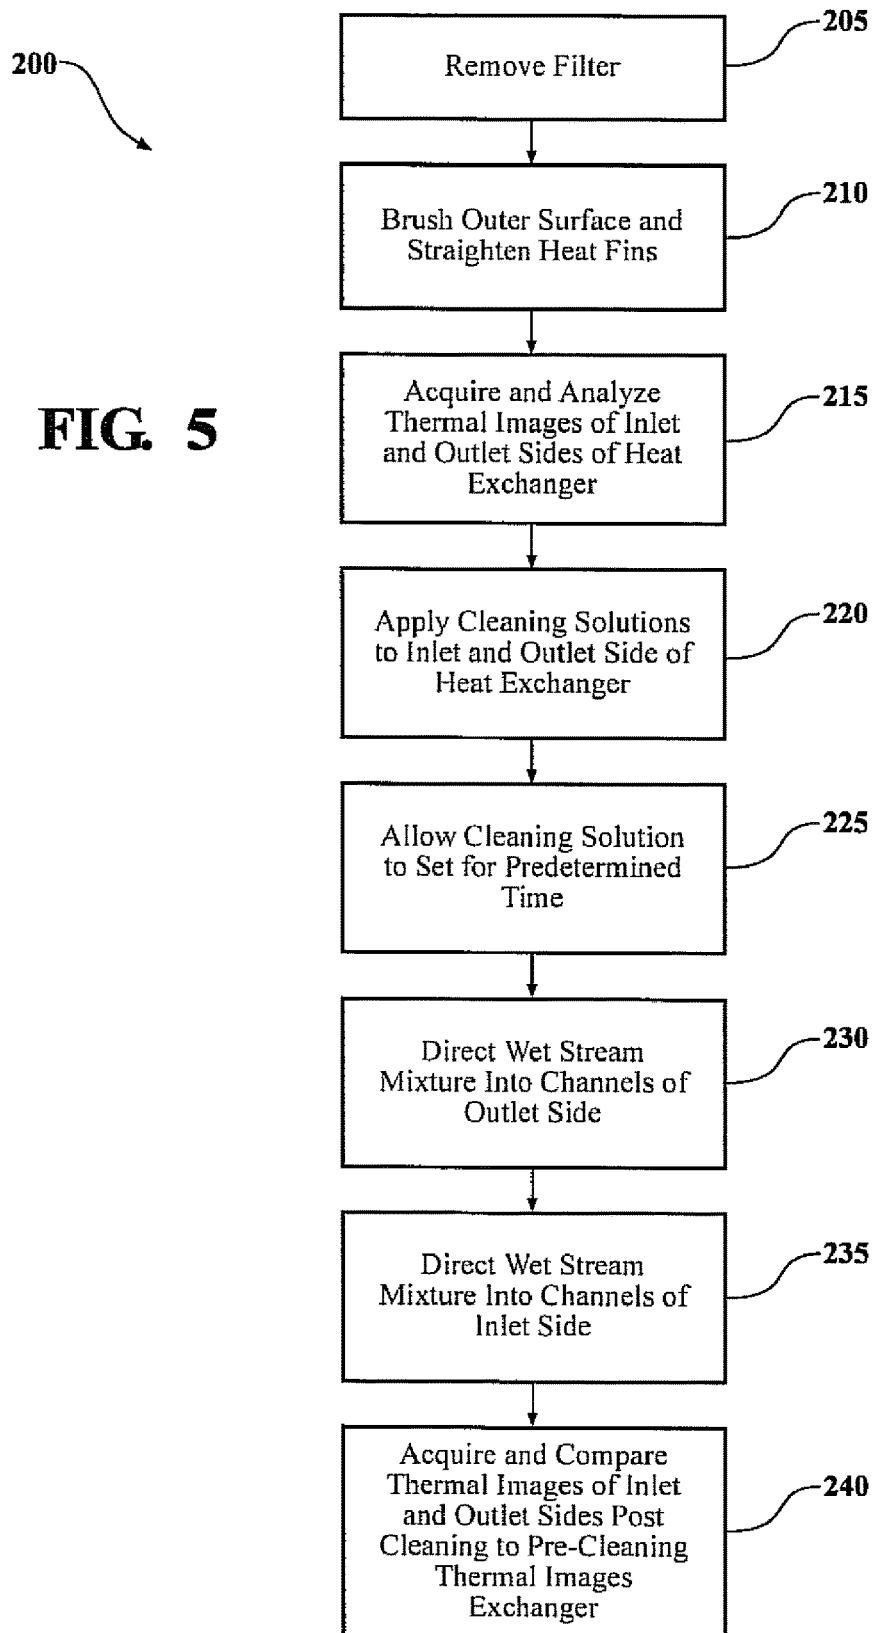 200
205
Remove Filter
210
Brush Outer Surface and
Straighten Heat Fins
FIG. 5
215
Acquire and Analyze
Thermal Images of Inlet
and Outlet Sides of Heat
Exchanger
220
Apply Cleaning Solutions
to Inlet and Outlet Side of
Heat Exchanger
225
Allow Cleaning Solution
to Set for Predetermined
Time
230
Direct Wet Stream
Mixture Into Channels of
Outlet Side
235
Direct Wet Stream
Mixture Into Channels of
Inlet Side
240
Acquire and Compare
Thermal Images of Inlet
and Outlet Sides Post
Cleaning to Pre-Cleaning
Thermal Images
Exchanger